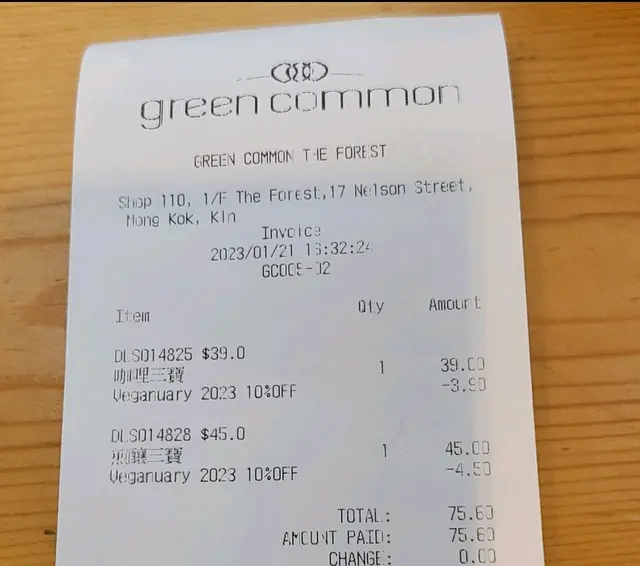 green common
GREEN COMMON THE FOREST
Shop 110, 1/F The Forest,17 Nelson Street,
Mong Kok, Kln
Invoice
2023/01/21 16:32:24
Item Qty Amount
DLS014825 $39.0
咖喱三寶 1 39.00
Veganuary 2023 10%OFF -3.90
DLS014828 $45.0
煎釀三寶 1 45.00
Veganuary 2023 10%OFF -4.50
TOTAL: 75.60
AMOUNT PAID: 75.60
CHANGE: 0.00